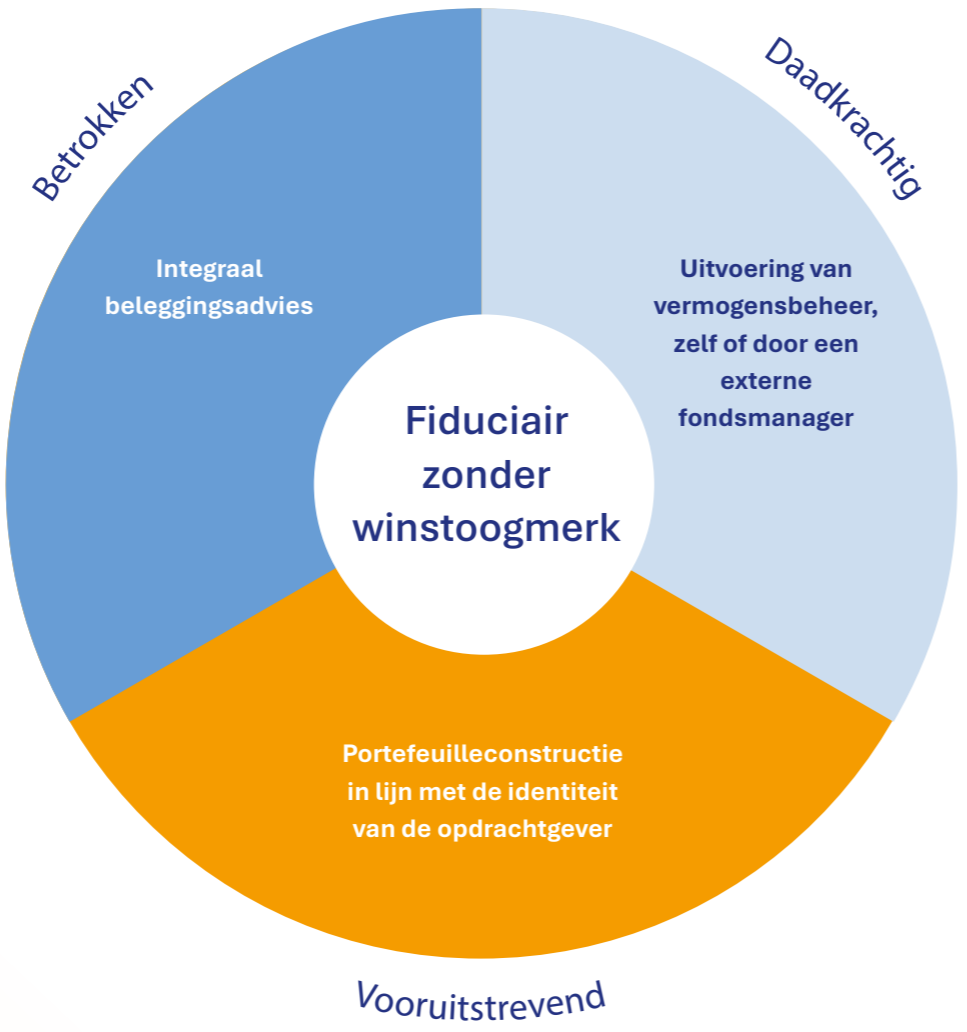 Betrokken
Daadkrachtig
Integraal
beleggingsadvies
Uitvoering van
vermogensbeheer,
zelf of door een
externe
fondsmanager
Fiduciair
zonder
winstoogmerk
Portefeuilleconstructie
in lijn met de identiteit
van de opdrachtgever
Vooruitstrevend